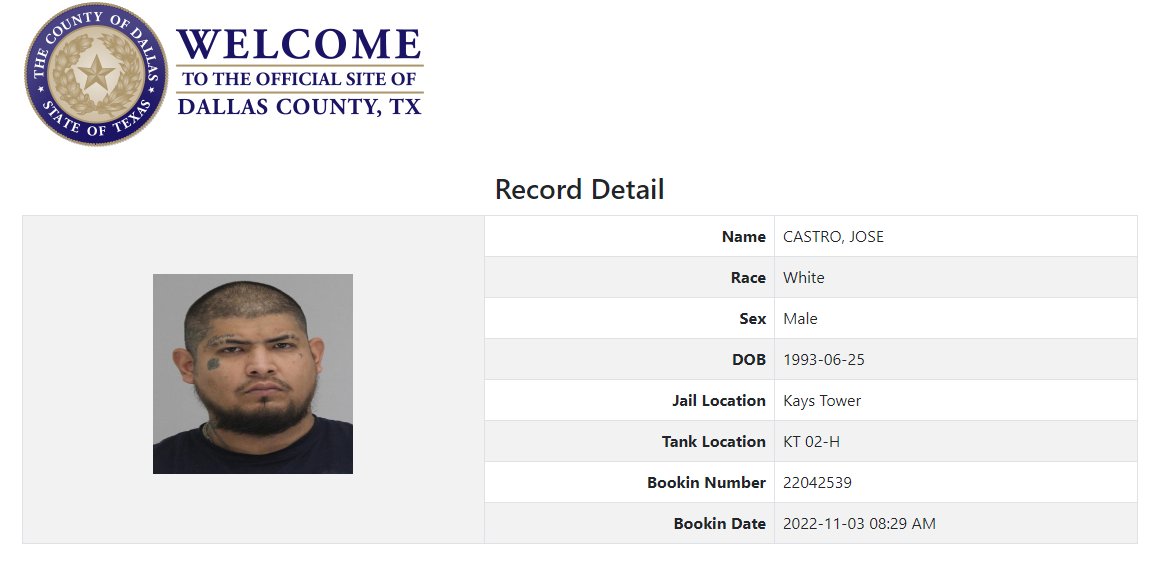 THE COUNTY OF DALLAS
STATE OF TEXAS
WELCOME
TO THE OFFICIAL SITE OF
DALLAS COUNTY, TX
Record Detail
Name CASTRO, JOSE
Race White
Sex Male
DOB 1993-06-25
Jail Location Kays Tower
Tank Location KT 02-H
Bookin Number 22042539
Bookin Date 2022-11-03 08:29 AM